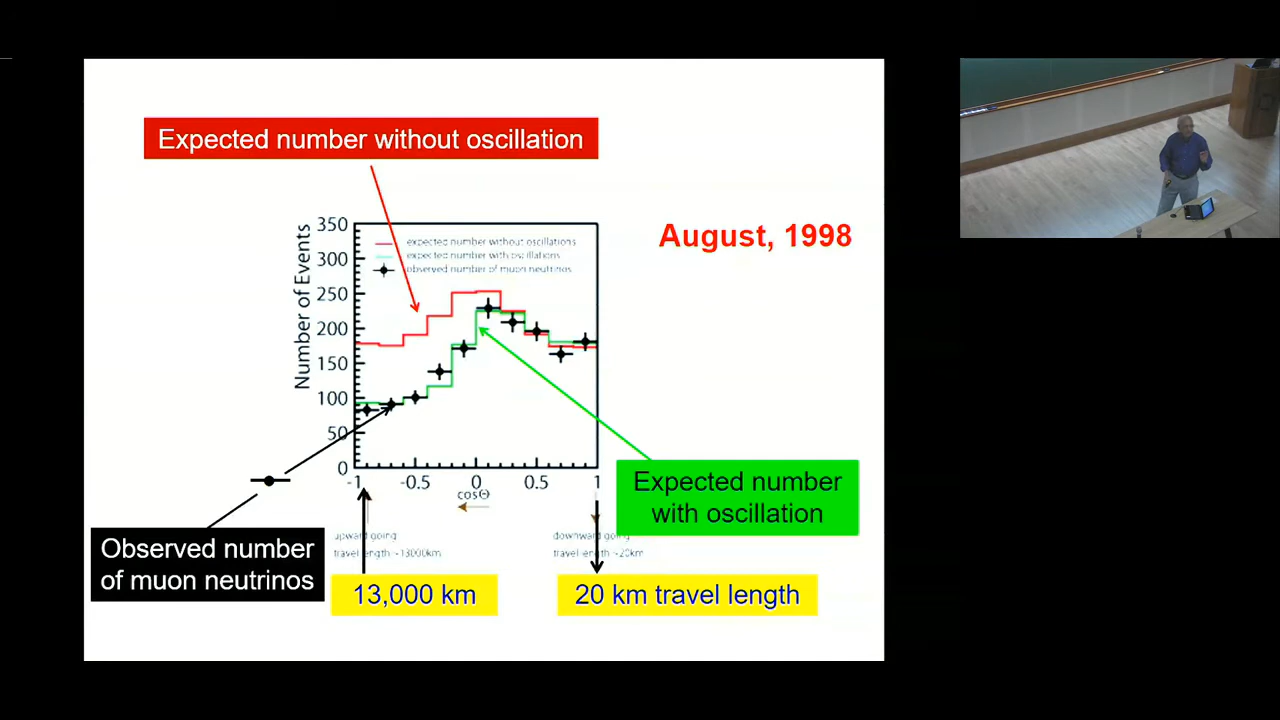 Expected number without oscillation
August, 1998
Number of Events
350
300
250
200
150
100
50
0
expected number without oscillations
expected number with oscillations
observed number of muon neutrinos
-1
-0.5
0
0.5
1
cosΘ
upward going
travel length ~13000km
downward going
travel length ~20km
Expected number
with oscillation
Observed number
of muon neutrinos
13,000 km
20 km travel length